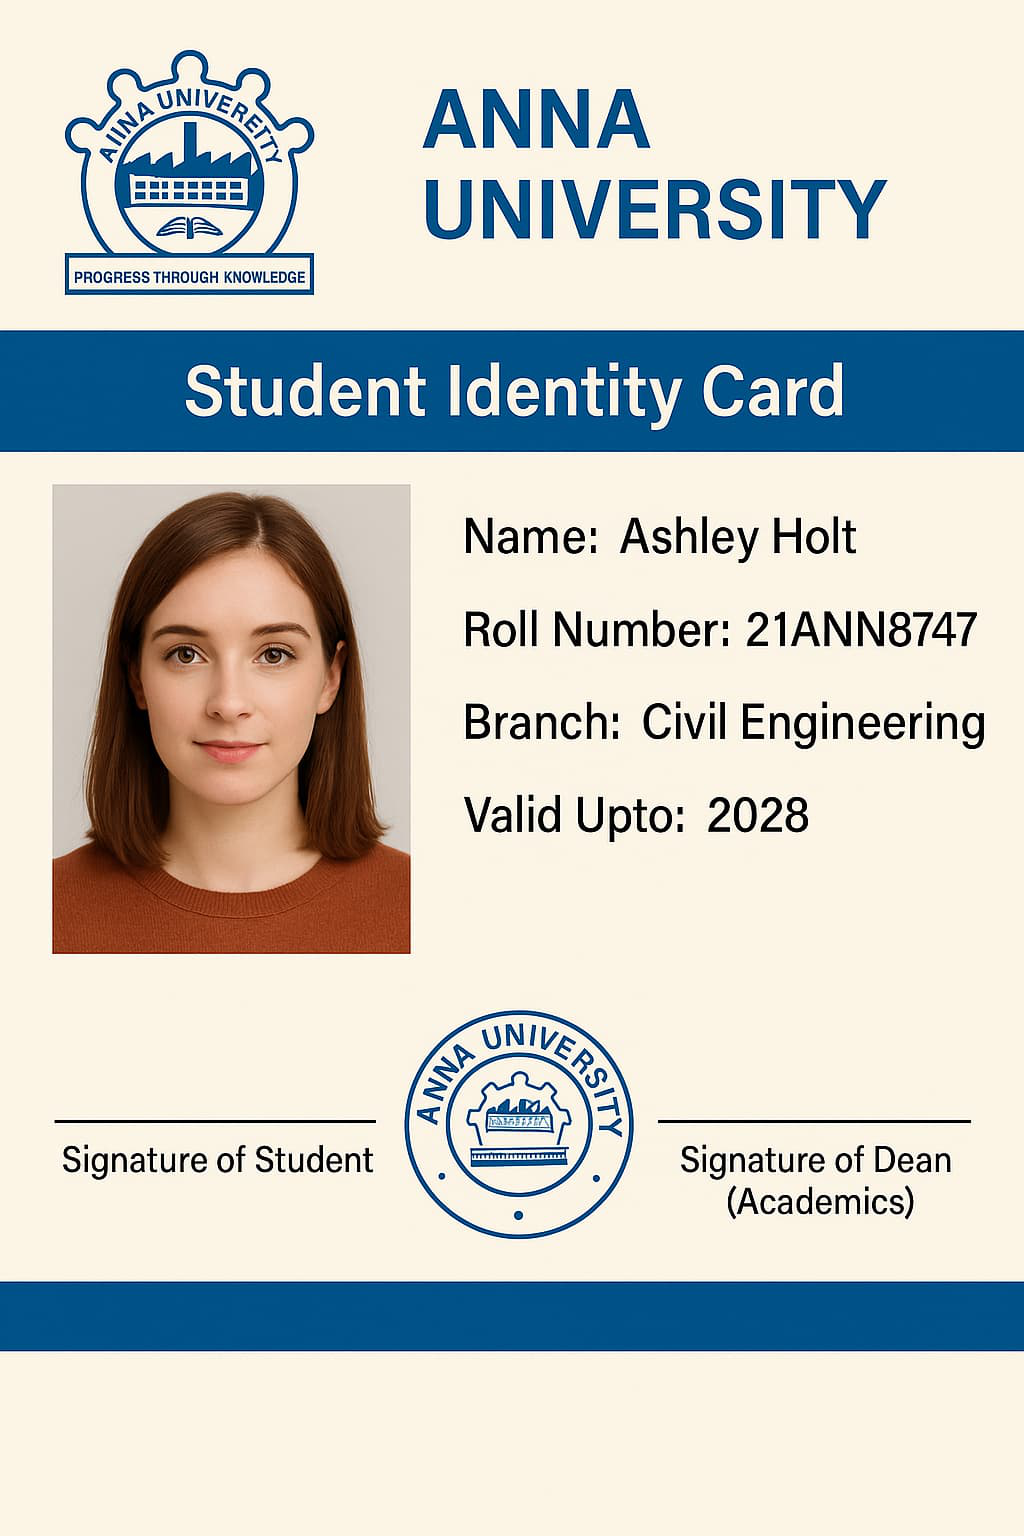 AIINA UNIVERETTY
PROGRESS THROUGH KNOWLEDGE
ANNA
UNIVERSITY
Student Identity Card
Name: Ashley Holt
Roll Number: 21ANN8747
Branch: Civil Engineering
Valid Upto: 2028
ANNA UNIVERSITY
Signature of Student
Signature of Dean
(Academics)